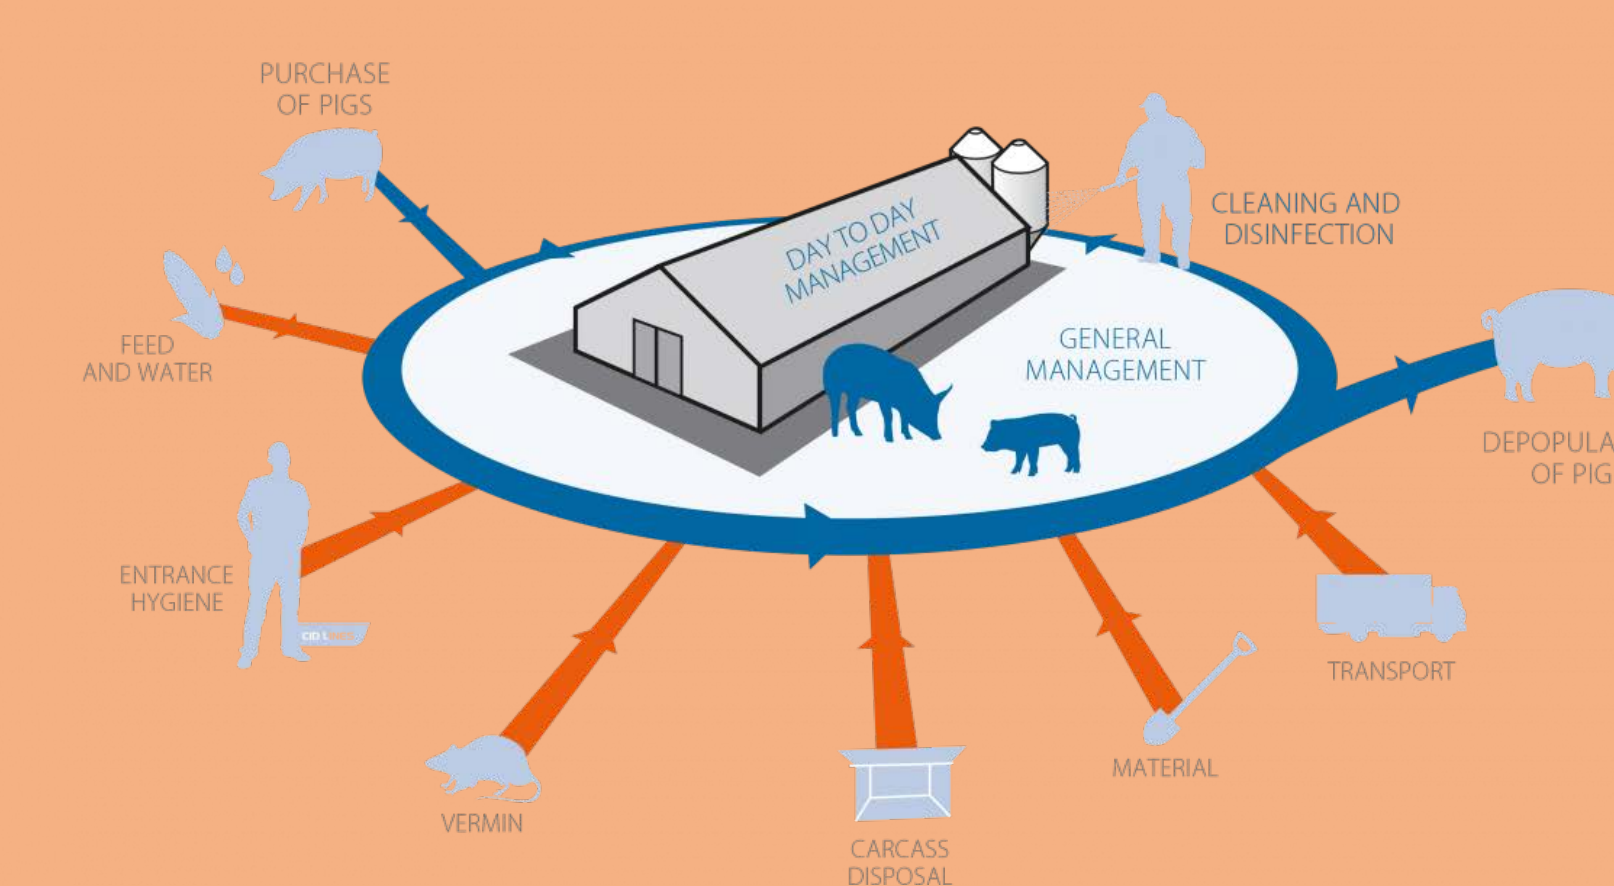 PURCHASE
OF PIGS
CLEANING AND
DISINFECTION
DAY TO DAY
MANAGEMENT
GENERAL
MANAGEMENT
FEED
AND WATER
DEPOPULA
OF PIG
ENTRANCE
HYGIENE
CID L
TRANSPORT
MATERIAL
VERMIN
CARCASS
DISPOSAL